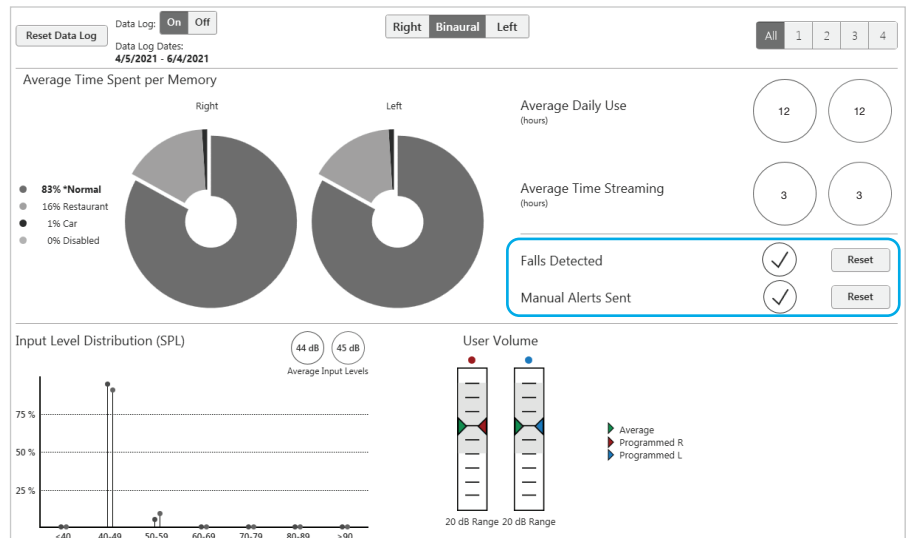 Reset Data Log
Data Log: On Off
Data Log Dates:
4/5/2021 - 6/4/2021
Right Binaural Left
All 1 2 3 4
Average Time Spent per Memory
Right
Left
83% *Normal
16% Restaurant
1% Car
0% Disabled
Average Daily Use
(hours)
12
12
Average Time Streaming
(hours)
3
3
Falls Detected
Reset
Manual Alerts Sent
Reset
Input Level Distribution (SPL)
44 dB
45 dB
Average Input Levels
75 %
50 %
25 %
<40 40-49 50-59 60-69 70-79 80-89 >90
User Volume
Average
Programmed R
Programmed L
20 dB Range 20 dB Range